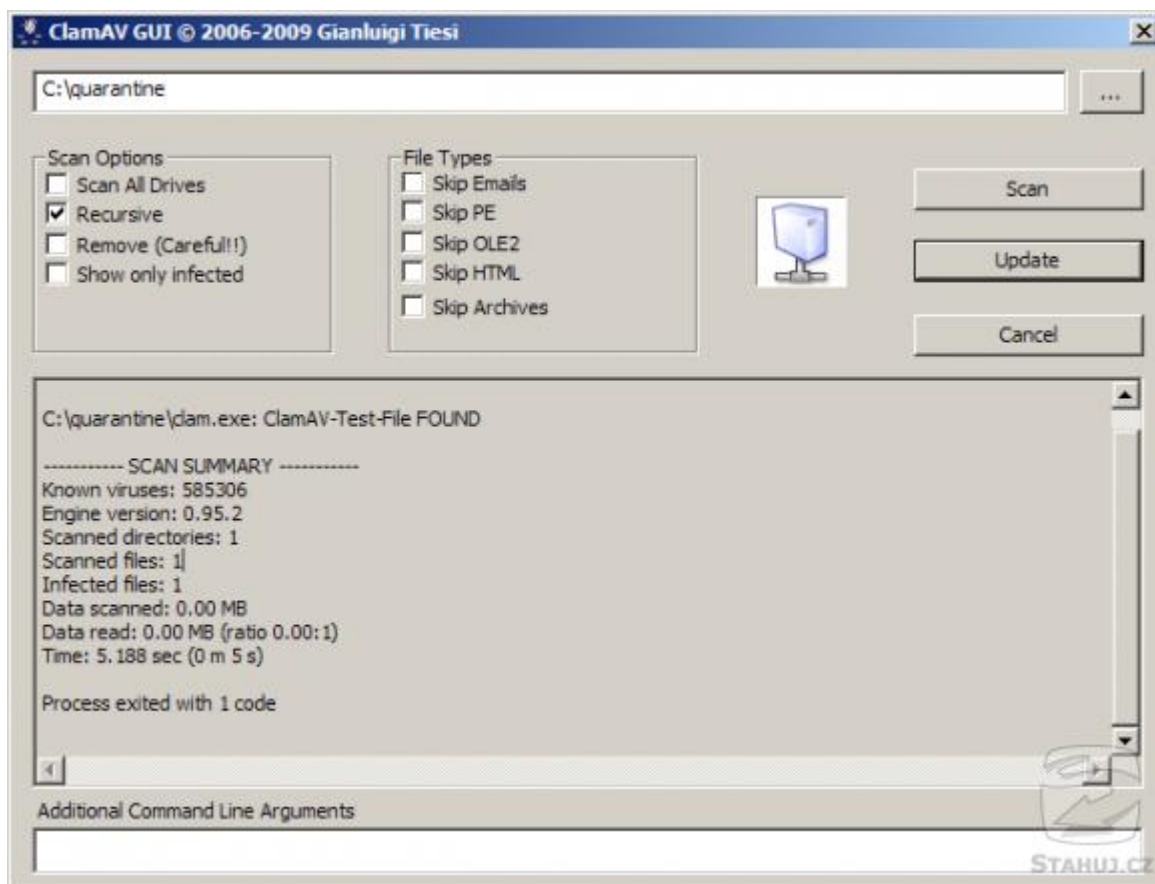 ClamAV GUI © 2006-2009 Gianluigi Tiesi
C:\quarantine
...
Scan Options
Scan All Drives
Recursive
Remove (Careful!!)
Show only infected
File Types
Skip Emails
Skip PE
Skip OLE2
Skip HTML
Skip Archives
Scan
Update
Cancel
C:\quarantine\clam.exe: ClamAV-Test-File FOUND
----------- SCAN SUMMARY -----------
Known viruses: 585306
Engine version: 0.95.2
Scanned directories: 1
Scanned files: 1
Infected files: 1
Data scanned: 0.00 MB
Data read: 0.00 MB (ratio 0.00:1)
Time: 5.188 sec (0 m 5 s)
Process exited with 1 code
Additional Command Line Arguments
STAHUJ.CZ